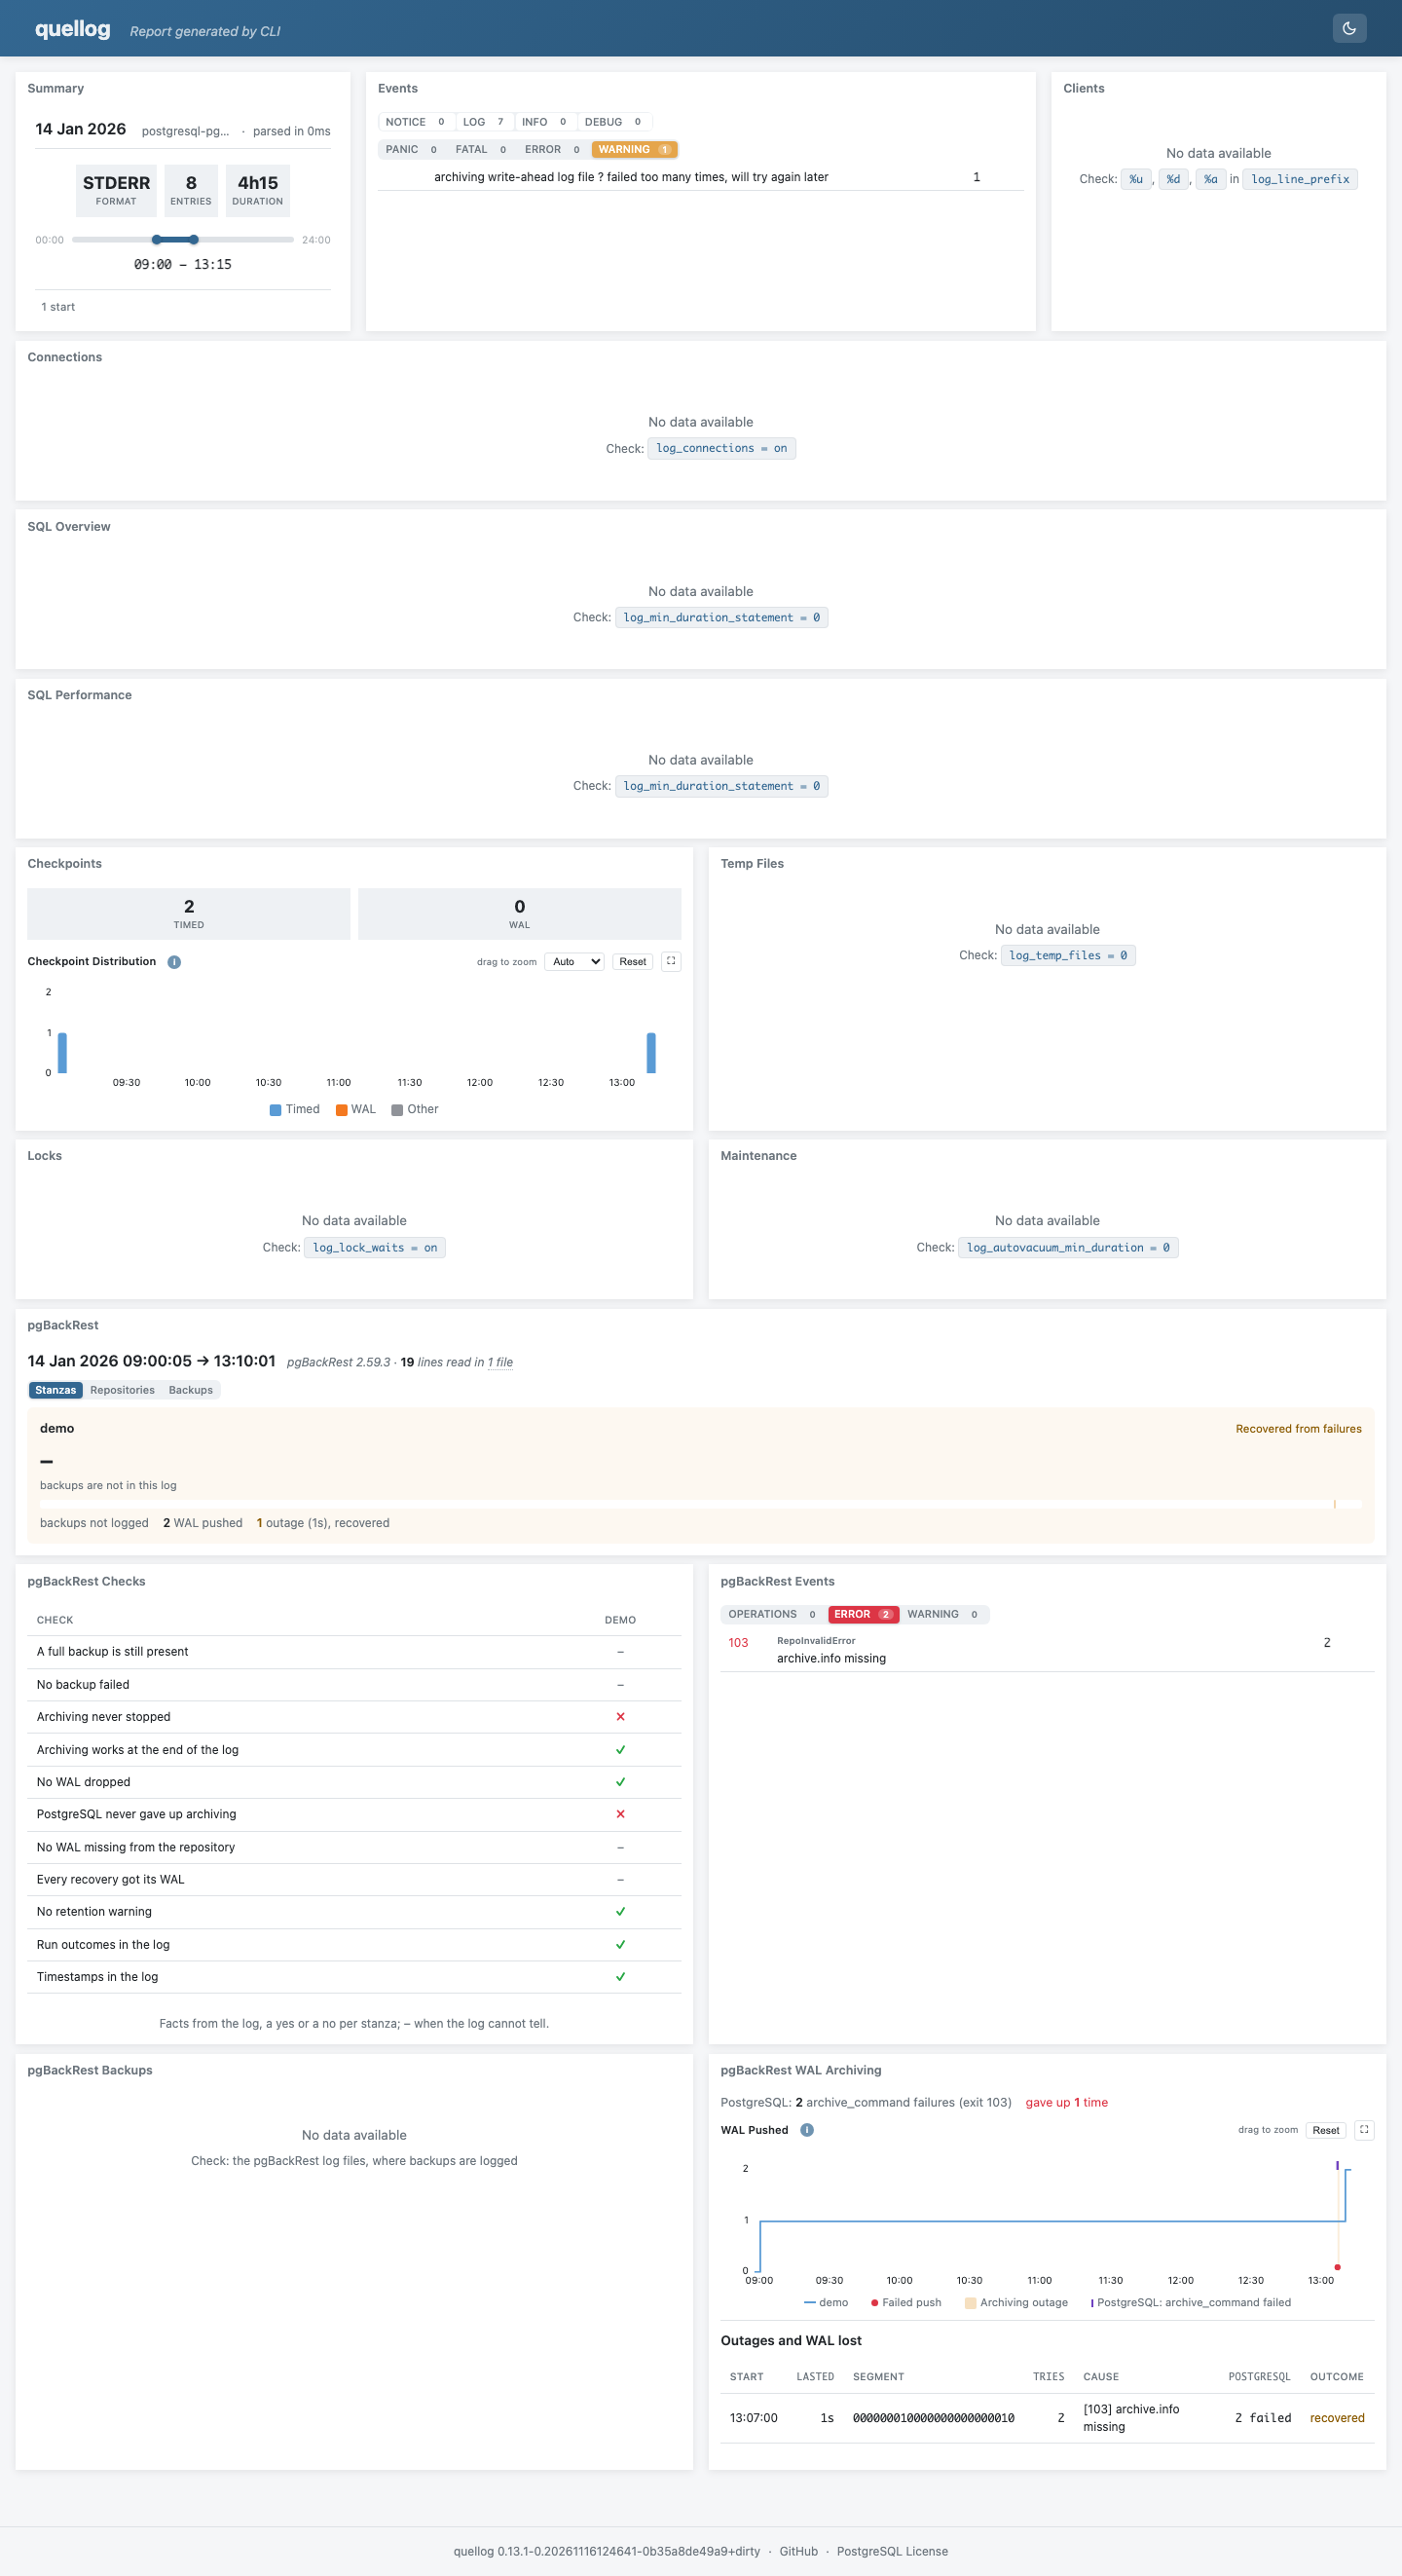 quellog Report generated by CLI
Summary
14 Jan 2026 postgresql-pg... · parsed in 0ms
STDERR 8 4h15
FORMAT ENTRIES DURATION
00:00 24:00
09:00 – 13:15
1 start
Events
NOTICE 0 LOG 7 INFO 0 DEBUG 0
PANIC 0 FATAL 0 ERROR 0 WARNING 1
archiving write-ahead log file ? failed too many times, will try again later 1
Clients
No data available
Check: %u, %d, %a in log_line_prefix
Connections
No data available
Check: log_connections = on
SQL Overview
No data available
Check: log_min_duration_statement = 0
SQL Performance
No data available
Check: log_min_duration_statement = 0
Checkpoints
2 0
TIMED WAL
Checkpoint Distribution i drag to zoom Auto Reset
2
1
0
09:30 10:00 10:30 11:00 11:30 12:00 12:30 13:00
Timed WAL Other
Temp Files
No data available
Check: log_temp_files = 0
Locks
No data available
Check: log_lock_waits = on
Maintenance
No data available
Check: log_autovacuum_min_duration = 0
pgBackRest
14 Jan 2026 09:00:05 → 13:10:01 pgBackRest 2.59.3 · 19 lines read in 1 file
Stanzas Repositories Backups
demo Recovered from failures
–
backups are not in this log
backups not logged 2 WAL pushed 1 outage (1s), recovered
pgBackRest Checks
CHECK DEMO
A full backup is still present –
No backup failed –
Archiving never stopped ✗
Archiving works at the end of the log ✓
No WAL dropped ✓
PostgreSQL never gave up archiving ✗
No WAL missing from the repository –
Every recovery got its WAL –
No retention warning ✓
Run outcomes in the log ✓
Timestamps in the log ✓
Facts from the log, a yes or a no per stanza; – when the log cannot tell.
pgBackRest Events
OPERATIONS 0 ERROR 2 WARNING 0
103 RepoInvalidError 2
archive.info missing
pgBackRest Backups
No data available
Check: the pgBackRest log files, where backups are logged
pgBackRest WAL Archiving
PostgreSQL: 2 archive_command failures (exit 103) gave up 1 time
WAL Pushed i drag to zoom Reset
2
1
0
09:00 09:30 10:00 10:30 11:00 11:30 12:00 12:30 13:00
demo Failed push Archiving outage PostgreSQL: archive_command failed
Outages and WAL lost
START LASTED SEGMENT TRIES CAUSE POSTGRESQL OUTCOME
13:07:00 1s 000000010000000000000010 2 [103] archive.info missing 2 failed recovered
quellog 0.13.1-0.20261116124641-0b35a8de49a9+dirty · GitHub · PostgreSQL License